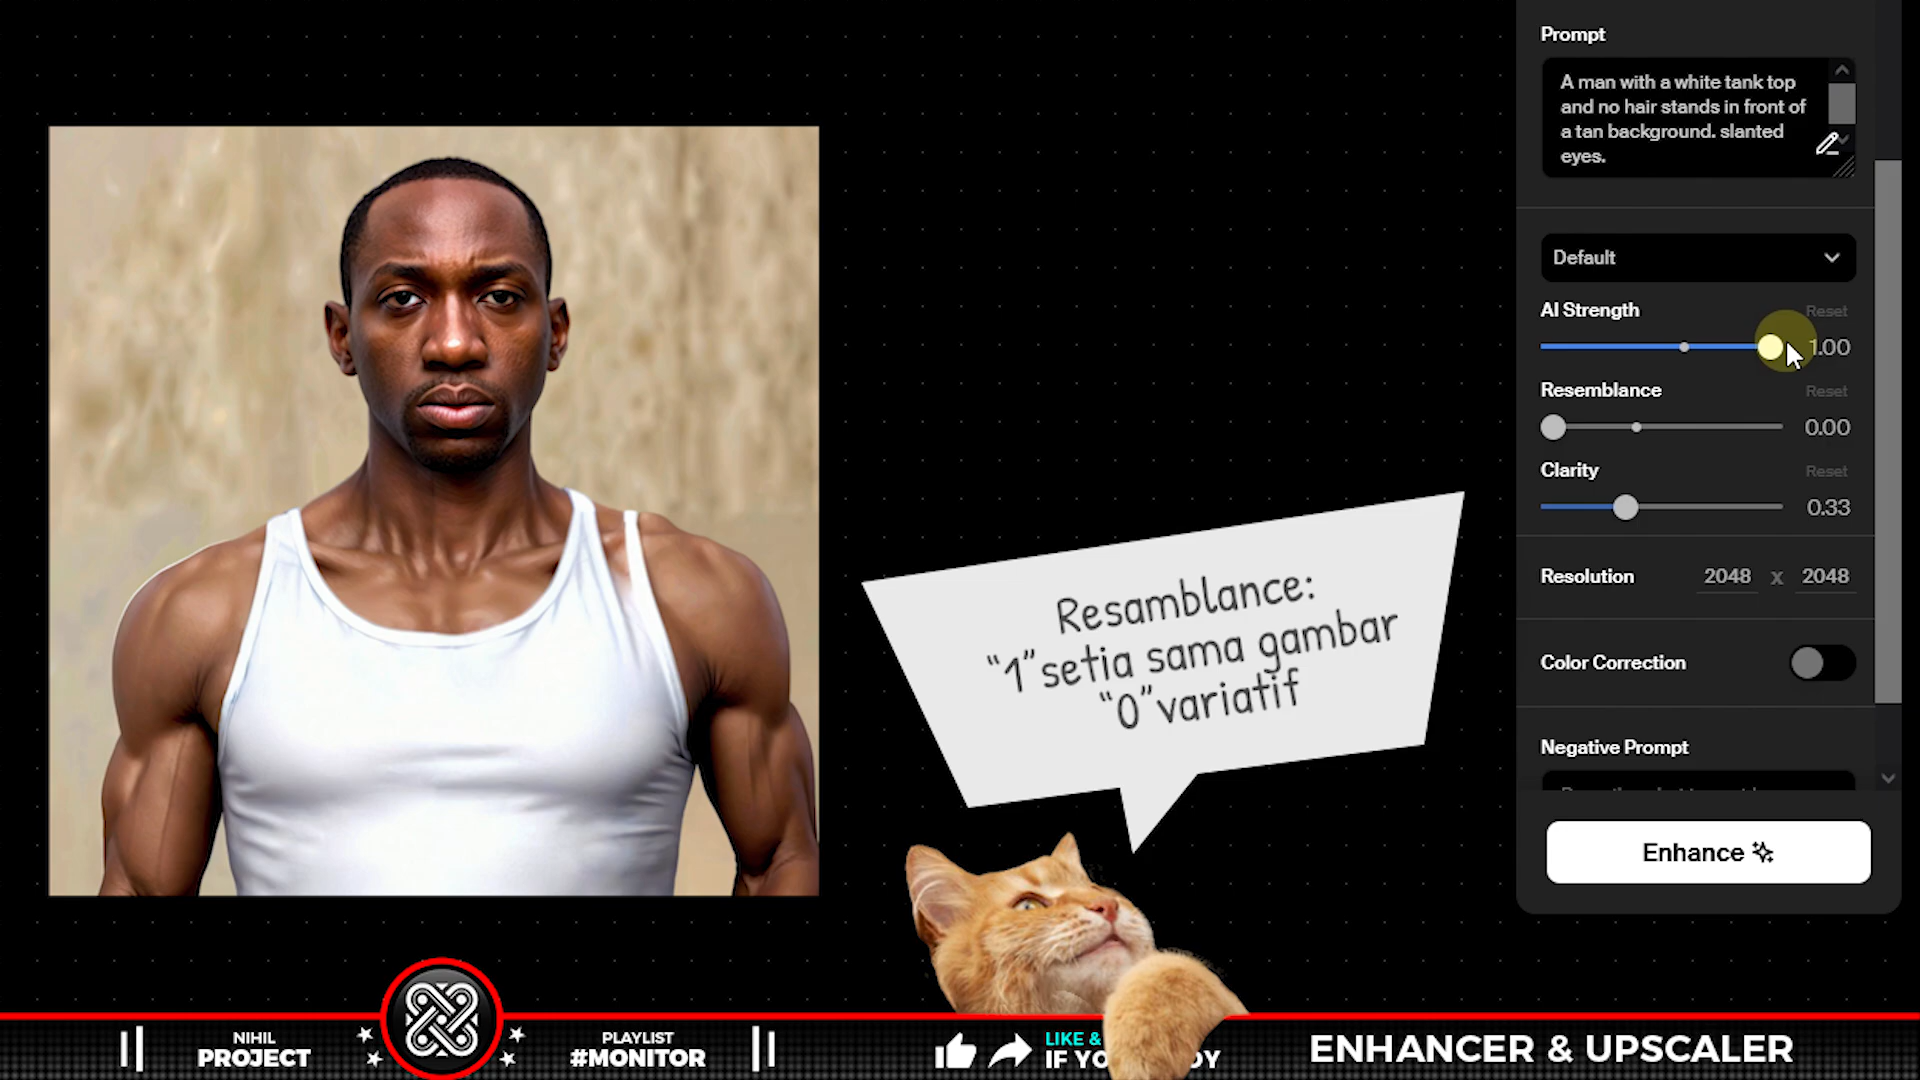 Prompt
A man with a white tank top
and no hair stands in front of
a tan background. slanted
eyes.
Default
AI Strength
Reset
1.00
Resemblance
Reset
0.00
Clarity
Reset
0.33
Resolution
2048 x 2048
Color Correction
Negative Prompt
Enhance
Resamblance:
"1" setia sama gambar
"0" variatif
NIHIL
PROJECT
PLAYLIST
#MONITOR
LIKE &
ENHANCER & UPSCALER